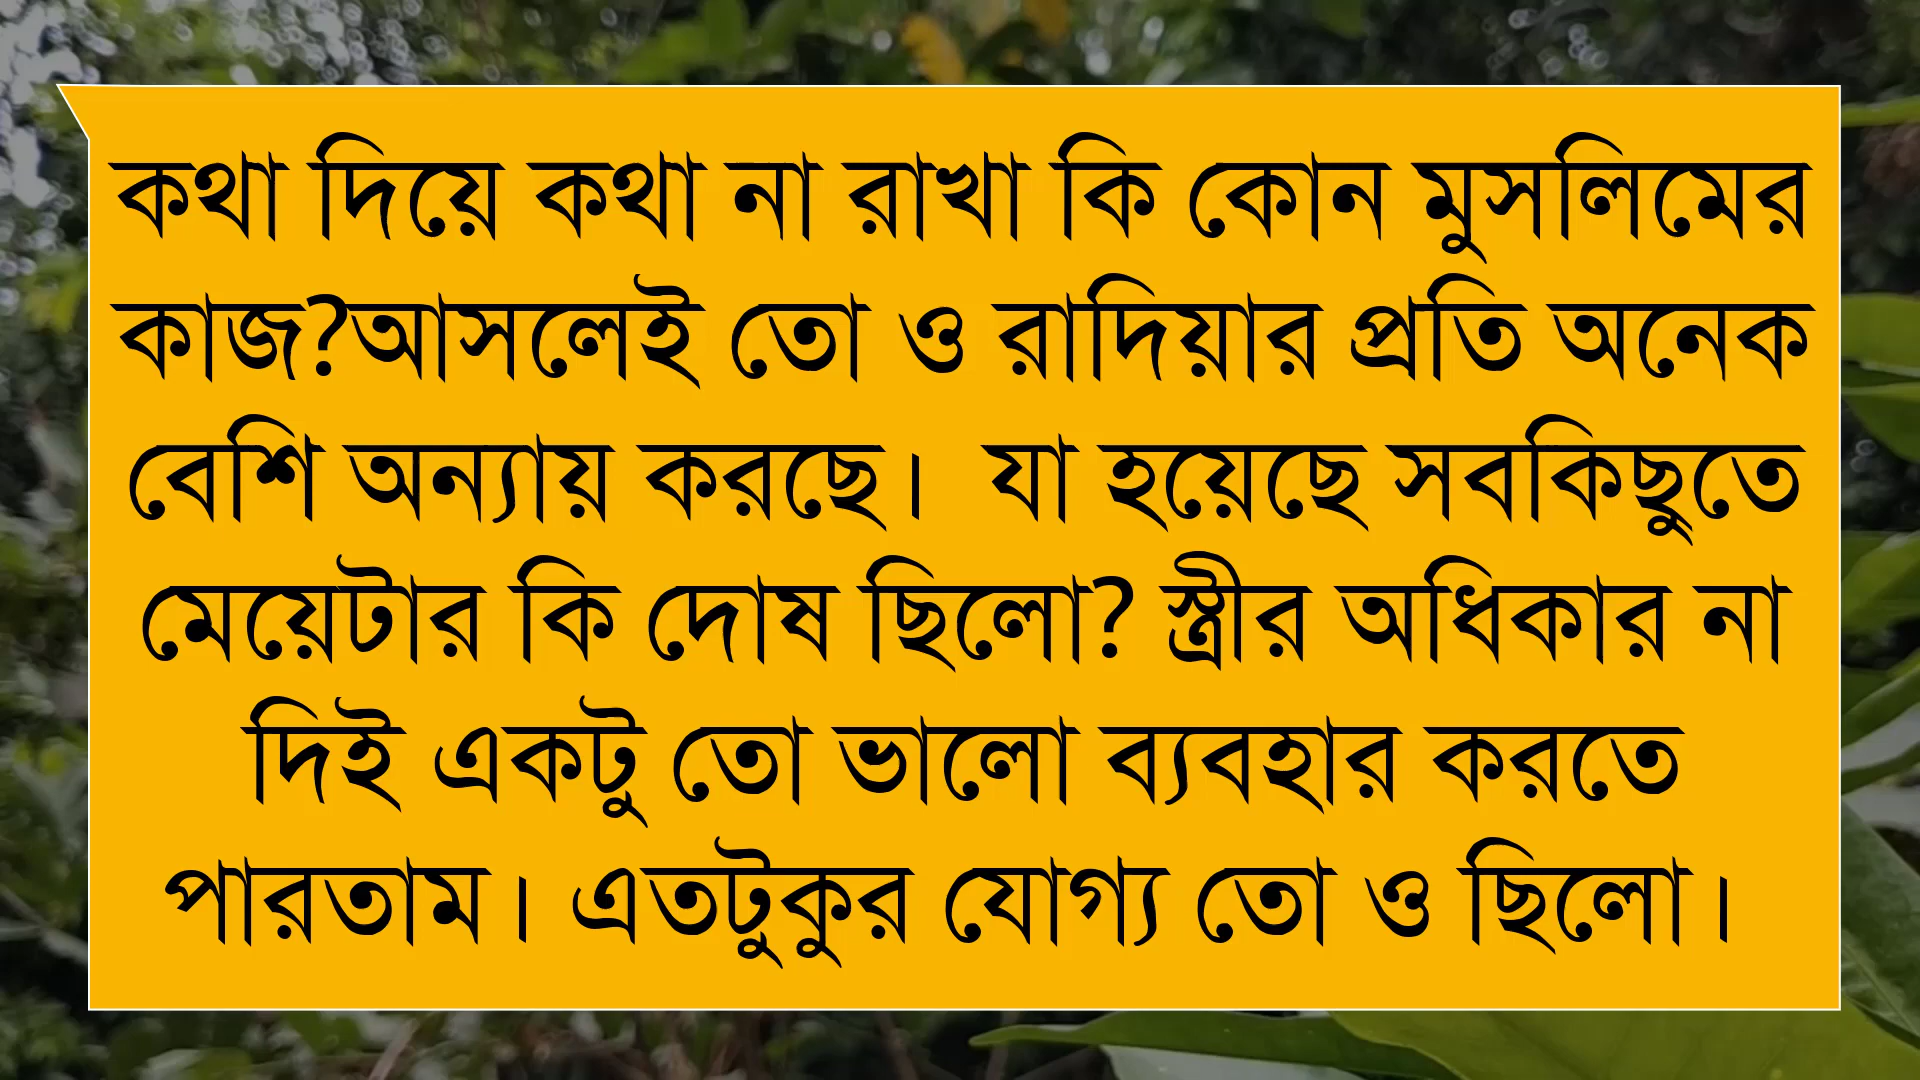 কথা দিয়ে কথা না রাখা কি কোন মুসলিমের
কাজ?আসলেই তো ও রাদিয়ার প্রতি অনেক
বেশি অন্যায় করছে।  যা হয়েছে সবকিছুতে
মেয়েটার কি দোষ ছিলো? স্ত্রীর অধিকার না
দিই একটু তো ভালো ব্যবহার করতে
পারতাম। এতটুকুর যোগ্য তো ও ছিলো।